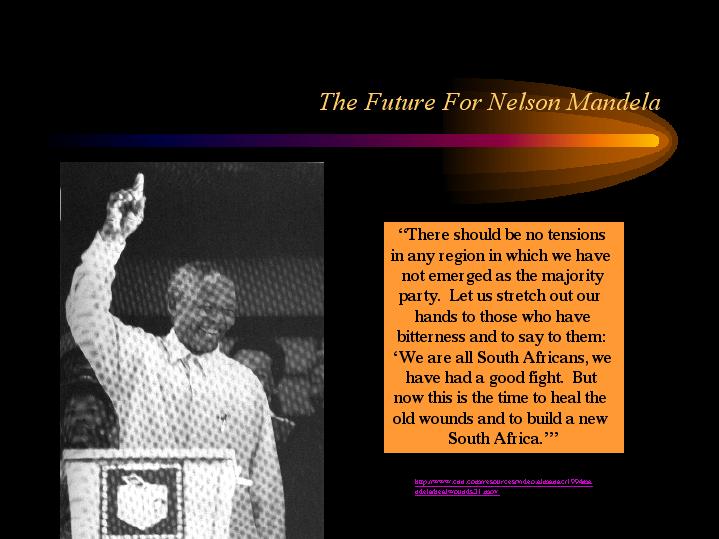 The Future For Nelson Mandela
“There should be no tensions
in any region in which we have
not emerged as the majority
party.  Let us stretch out our
hands to those who have
bitterness and to say to them:
‘We are all South Africans, we
have had a good fight.  But
now this is the time to heal the
old wounds and to build a new
South Africa.’”